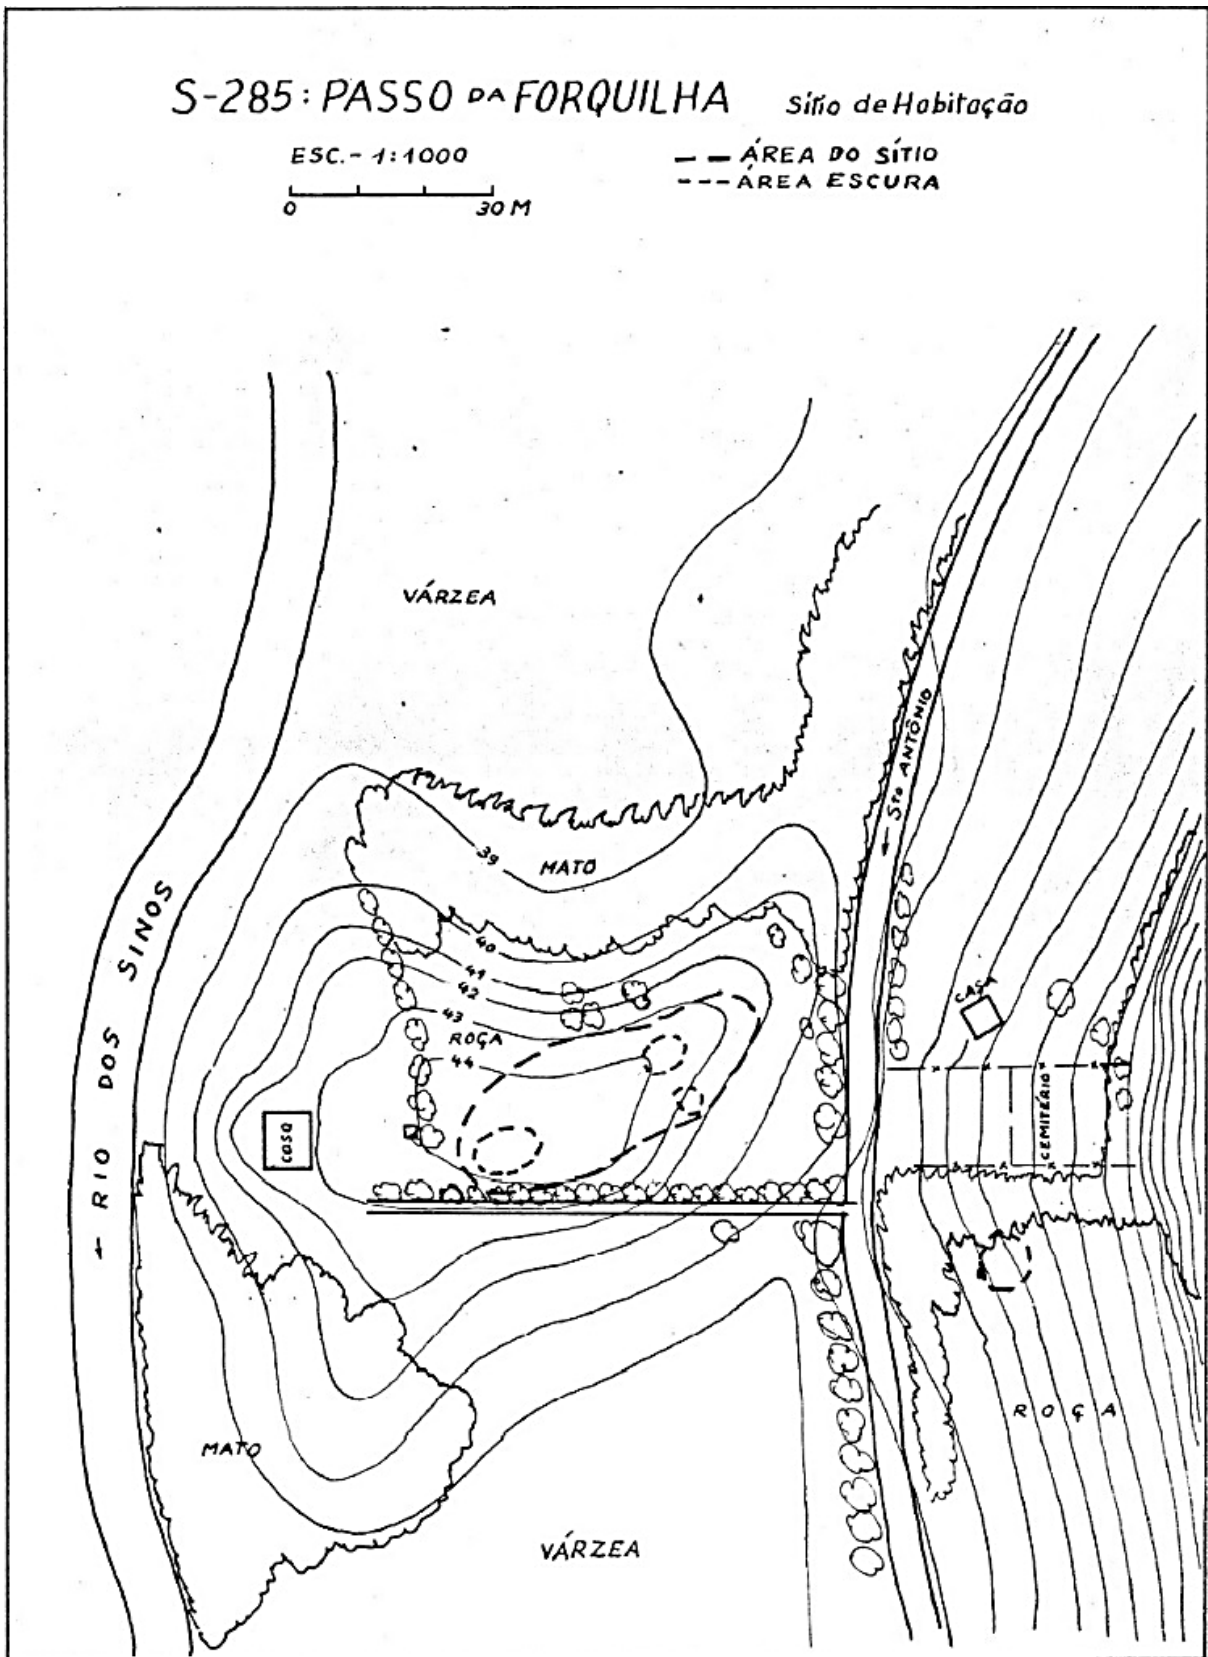 S-285: PASSO DA FORQUILHA Sítio de Habitação
ESC.- 1:1000
0 30 M
ÁREA DO SÍTIO
ÁREA ESCURA
VÁRZEA
← Sto ANTÔNIO
39
MATO
← RIO DOS SINOS
40
41
42
43
ROÇA
44
CASA
CASA
CEMITÉRIO
ROÇA
MATO
VÁRZEA